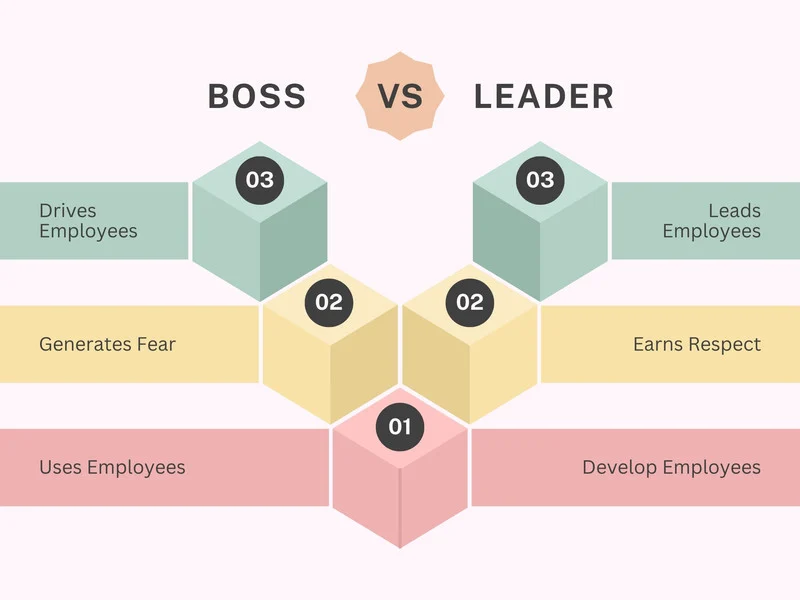 BOSS VS LEADER
03
03
Drives
Employees
Leads
Employees
02
02
Generates Fear
Earns Respect
01
Uses Employees
Develop Employees